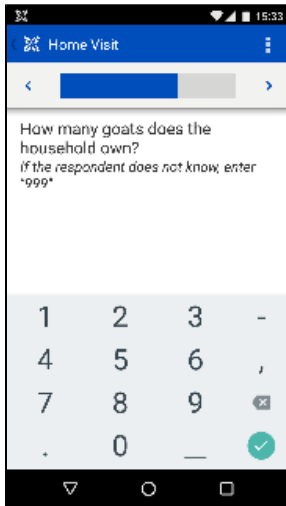 15:33
Home Visit
How many goats does the
household own?
If the respondent does not know, enter
"999"
1 2 3 -
4 5 6 ,
7 8 9
. 0 _